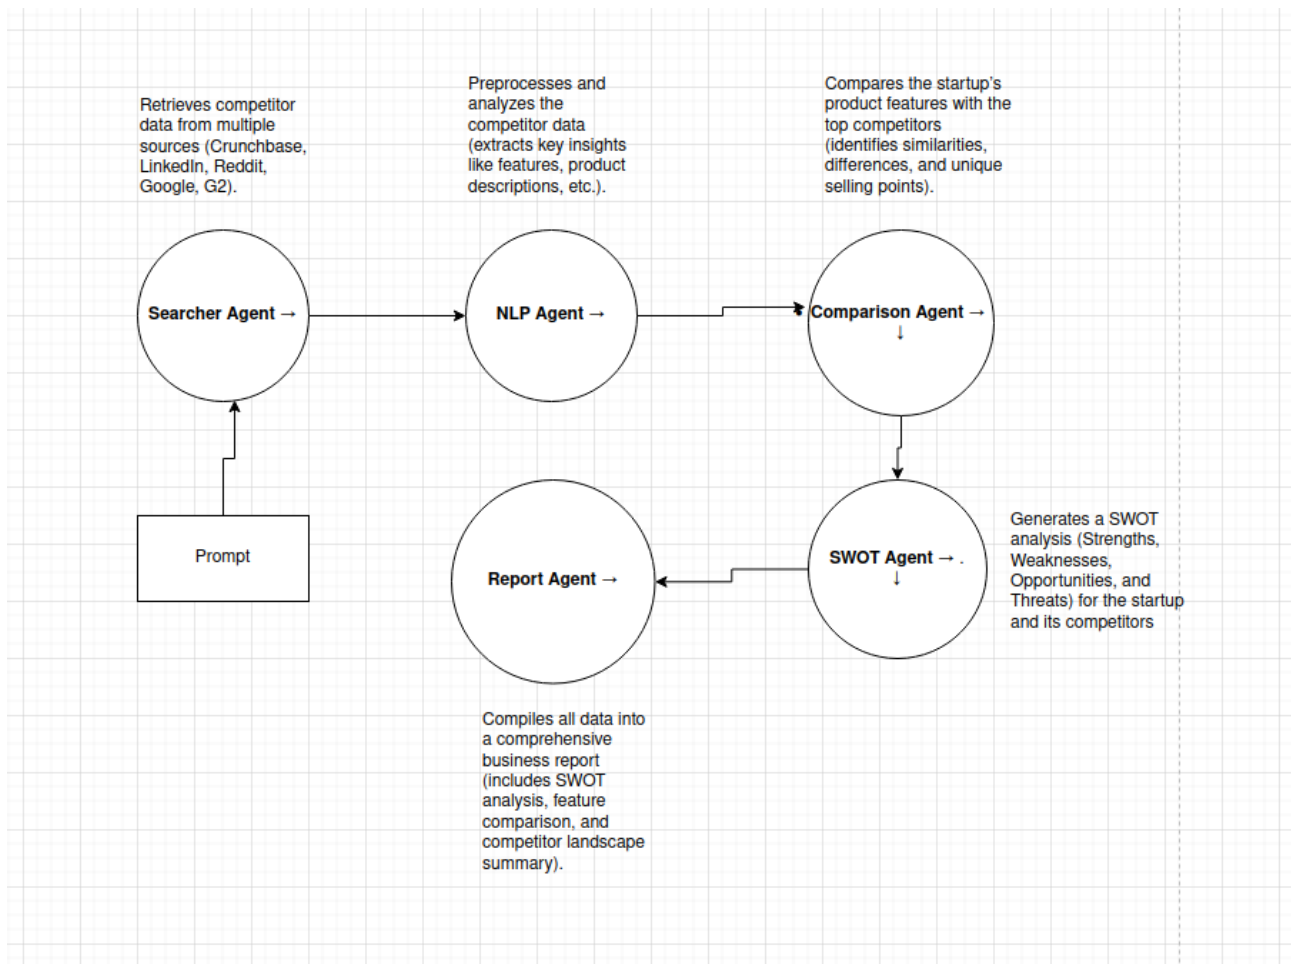 Retrieves competitor
data from multiple
sources (Crunchbase,
LinkedIn, Reddit,
Google, G2).
Preprocesses and
analyzes the
competitor data
(extracts key insights
like features, product
descriptions, etc.).
Compares the startup's
product features with the
top competitors
(identifies similarities,
differences, and unique
selling points).
Searcher Agent →
NLP Agent →
Comparison Agent →
↓
Prompt
Report Agent →
SWOT Agent → .
↓
Generates a SWOT
analysis (Strengths,
Weaknesses,
Opportunities, and
Threats) for the startup
and its competitors
Compiles all data into
a comprehensive
business report
(includes SWOT
analysis, feature
comparison, and
competitor landscape
summary).